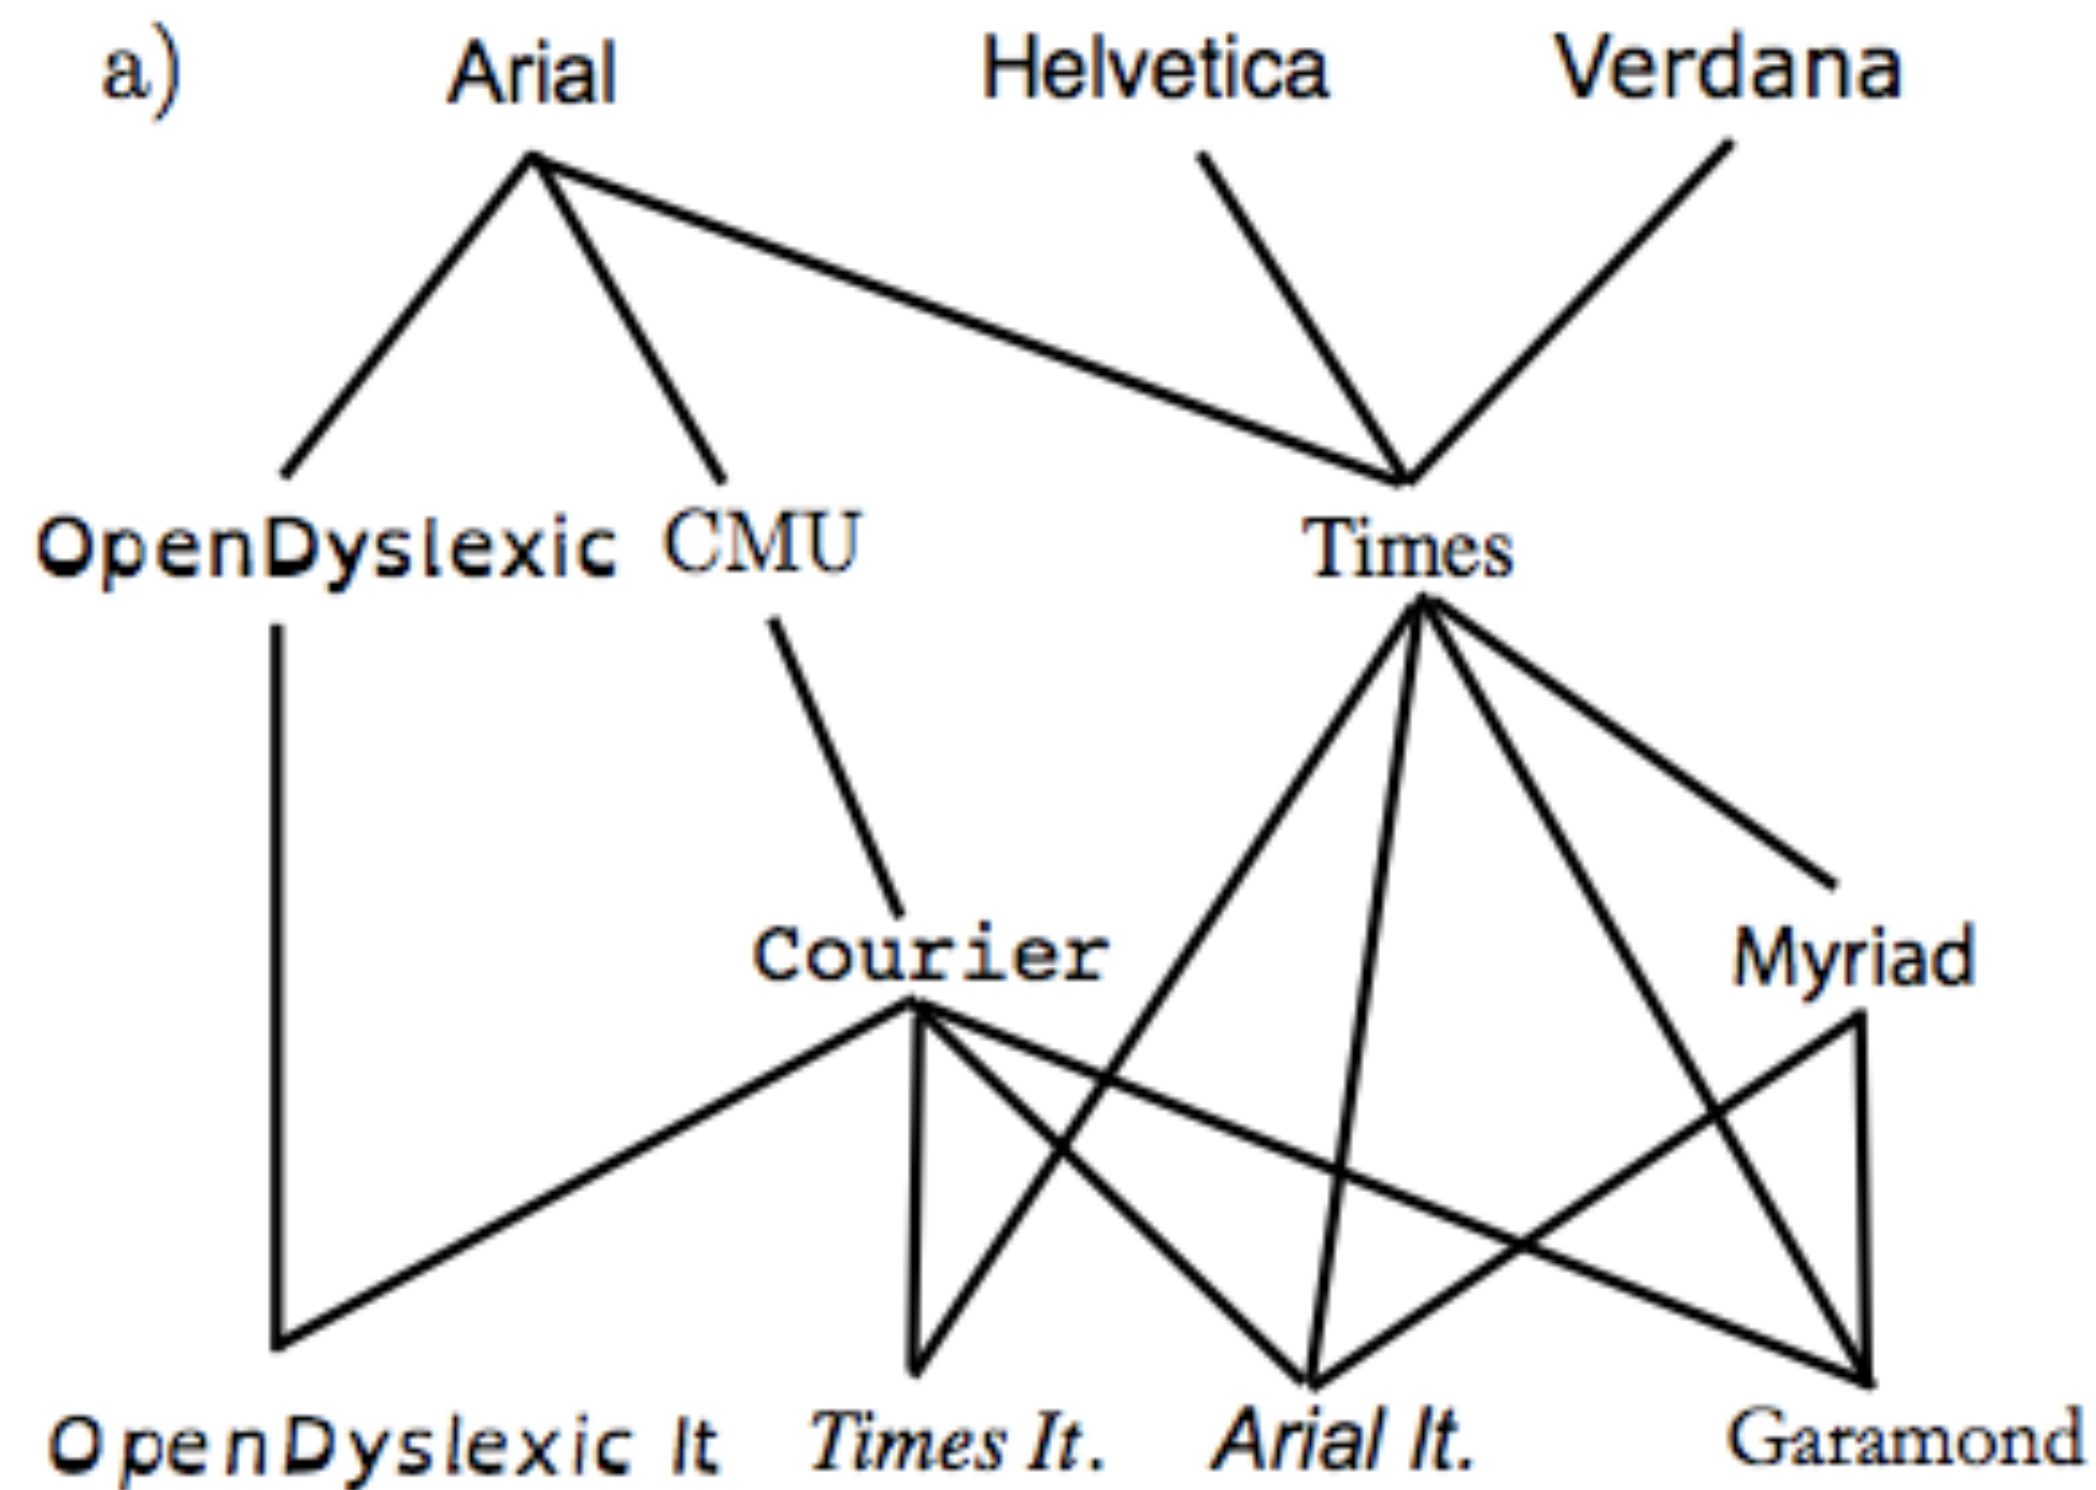 a) Arial Helvetica Verdana
OpenDyslexic CMU Times
Courier Myriad
OpenDyslexic It Times It. Arial It. Garamond